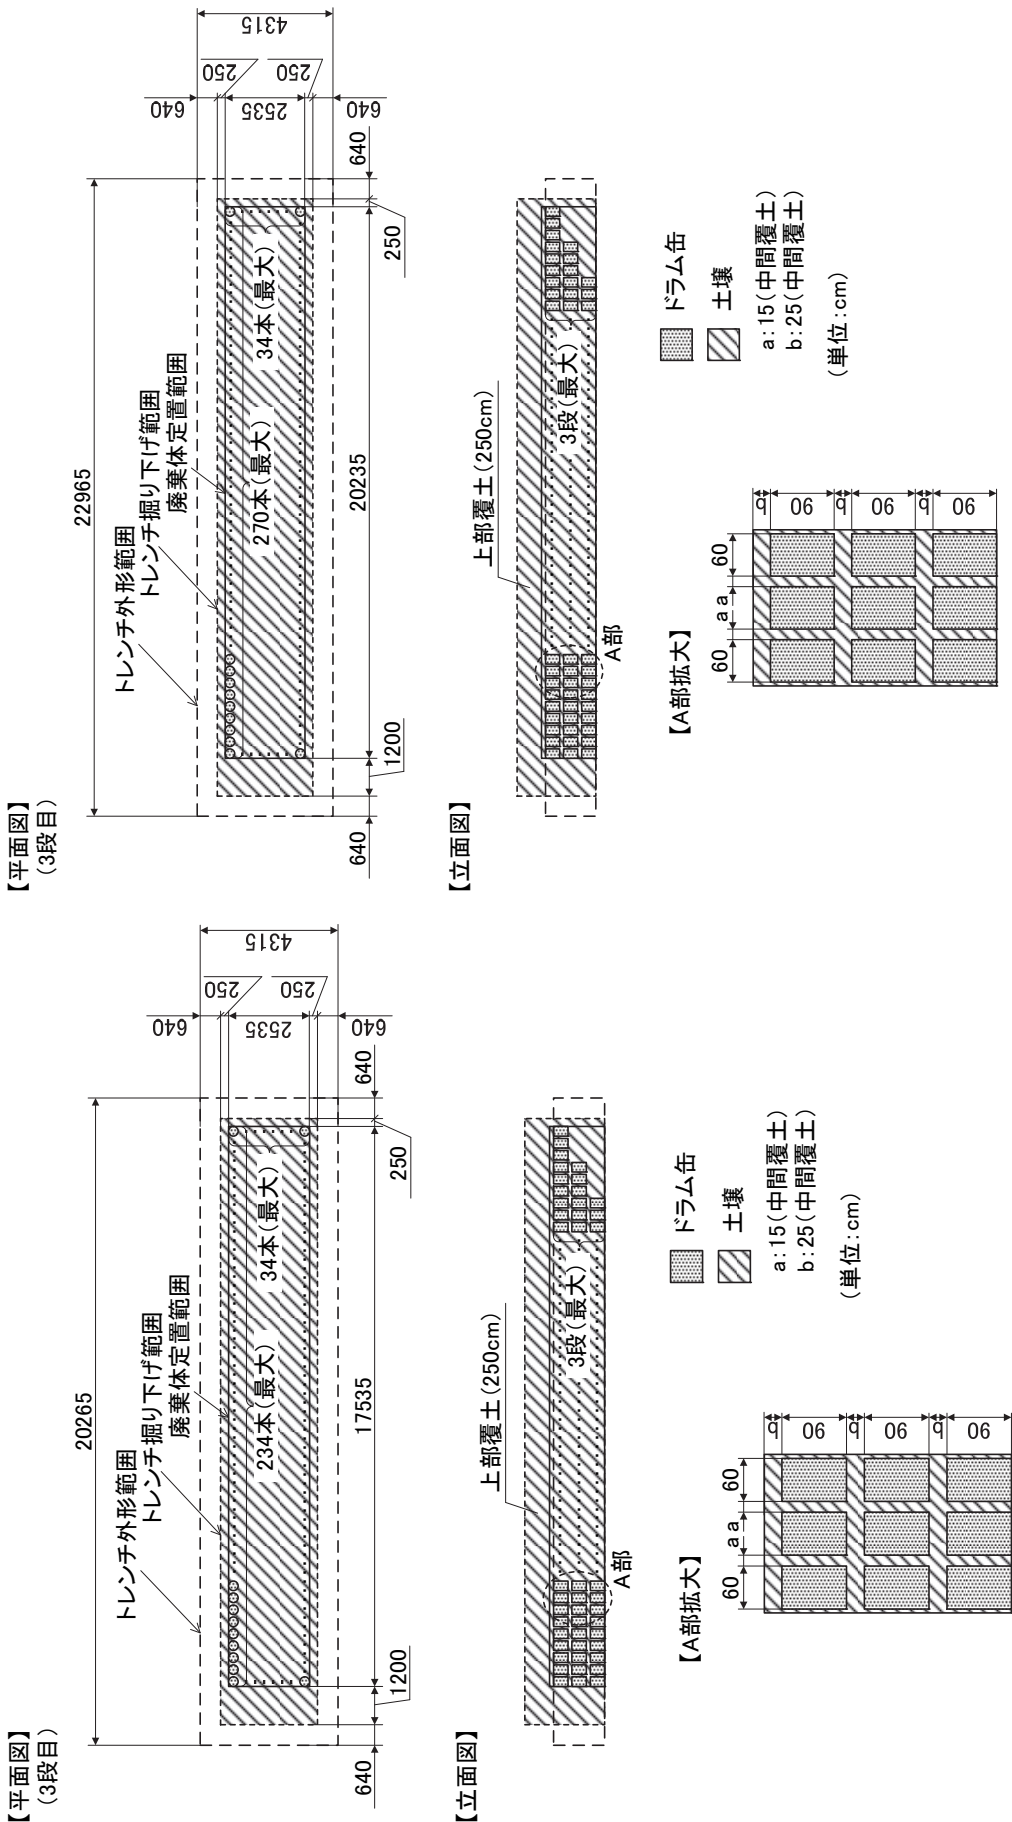 【平面図】
(3段目)
22965
トレンチ外形範囲
トレンチ掘り下げ範囲
廃棄体定置範囲
270本(最大)
34本(最大)
640
1200
20235
250
640
640
250
2535
250
640
4315
【立面図】
上部覆土(250cm)
3段(最大)
A部
【A部拡大】
60
a
a
60
b
90
b
90
b
90
ドラム缶
土壌
a:15(中間覆土)
b:25(中間覆土)
(単位:cm)
【平面図】
(3段目)
20265
トレンチ外形範囲
トレンチ掘り下げ範囲
廃棄体定置範囲
234本(最大)
34本(最大)
640
1200
17535
250
640
640
250
2535
250
640
4315
【立面図】
上部覆土(250cm)
3段(最大)
A部
【A部拡大】
60
a
a
60
b
90
b
90
b
90
ドラム缶
土壌
a:15(中間覆土)
b:25(中間覆土)
(単位:cm)